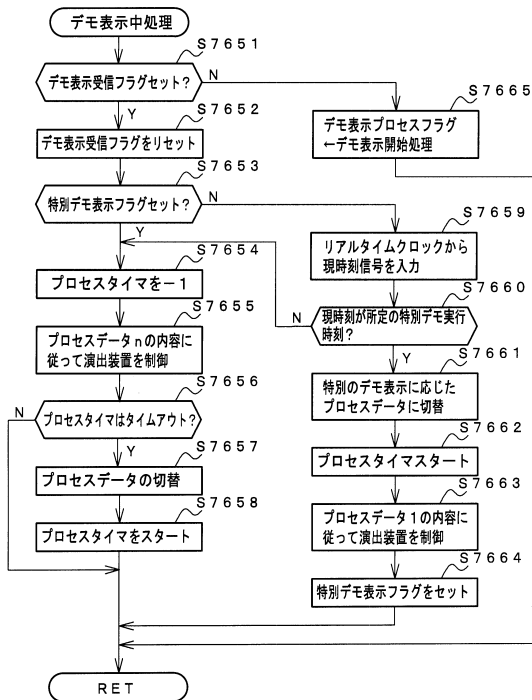 デモ表示中処理
S7651
デモ表示受信フラグセット?
N
Y
S7652
デモ表示受信フラグをリセット
S7653
特別デモ表示フラグセット?
N
Y
S7654
プロセスタイマを-1
S7655
プロセスデータnの内容に
従って演出装置を制御
S7656
N
プロセスタイマはタイムアウト?
Y
S7657
プロセスデータの切替
S7658
プロセスタイマをスタート
S7665
デモ表示プロセスフラグ
←デモ表示開始処理
S7659
リアルタイムクロックから
現時刻信号を入力
S7660
N
現時刻が所定の特別デモ実行
時刻?
Y
S7661
特別のデモ表示に応じた
プロセスデータに切替
S7662
プロセスタイマスタート
S7663
プロセスデータ1の内容に
従って演出装置を制御
S7664
特別デモ表示フラグをセット
RET